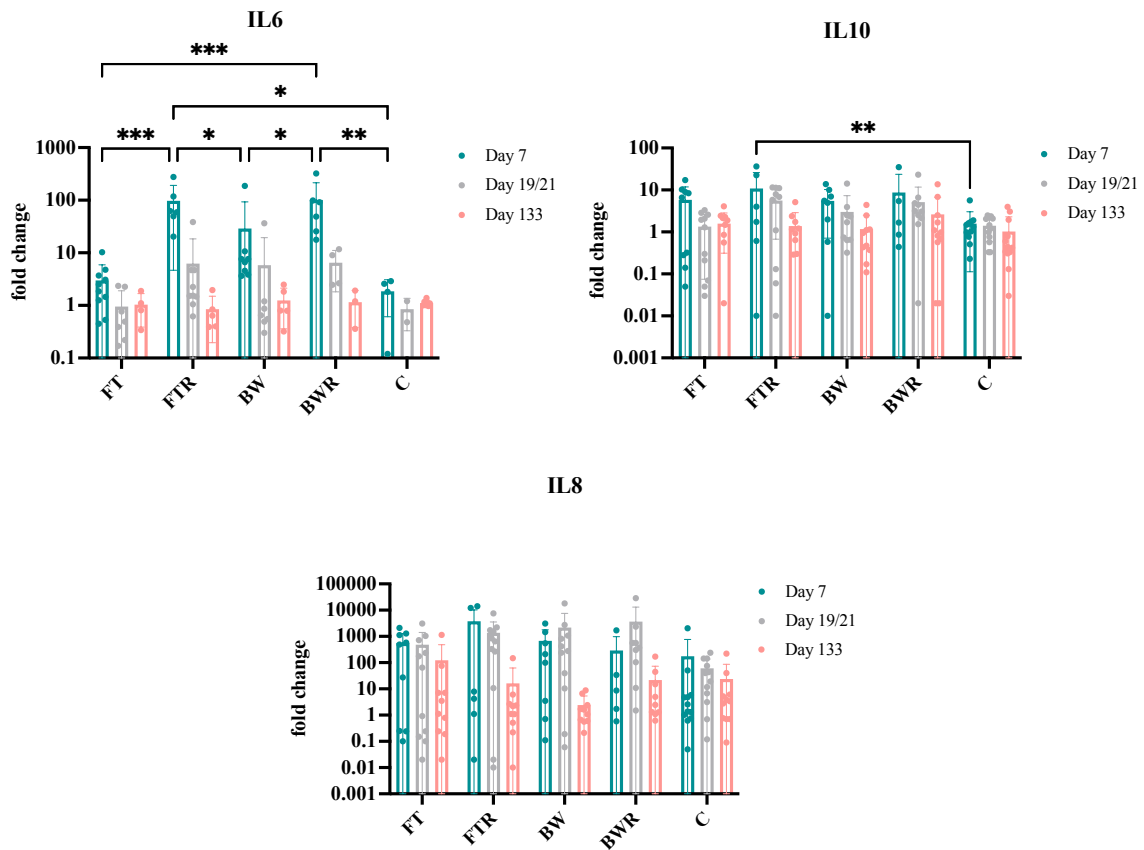 IL6
***
*
***
*
*
**
1000
100
10
1
0.1
fold change
FT
FTR
BW
BWR
C
Day 7
Day 19/21
Day 133
IL10
**
100
10
1
0.1
0.01
0.001
fold change
FT
FTR
BW
BWR
C
Day 7
Day 19/21
Day 133
IL8
100000
10000
1000
100
10
1
0.1
0.01
0.001
fold change
FT
FTR
BW
BWR
C
Day 7
Day 19/21
Day 133